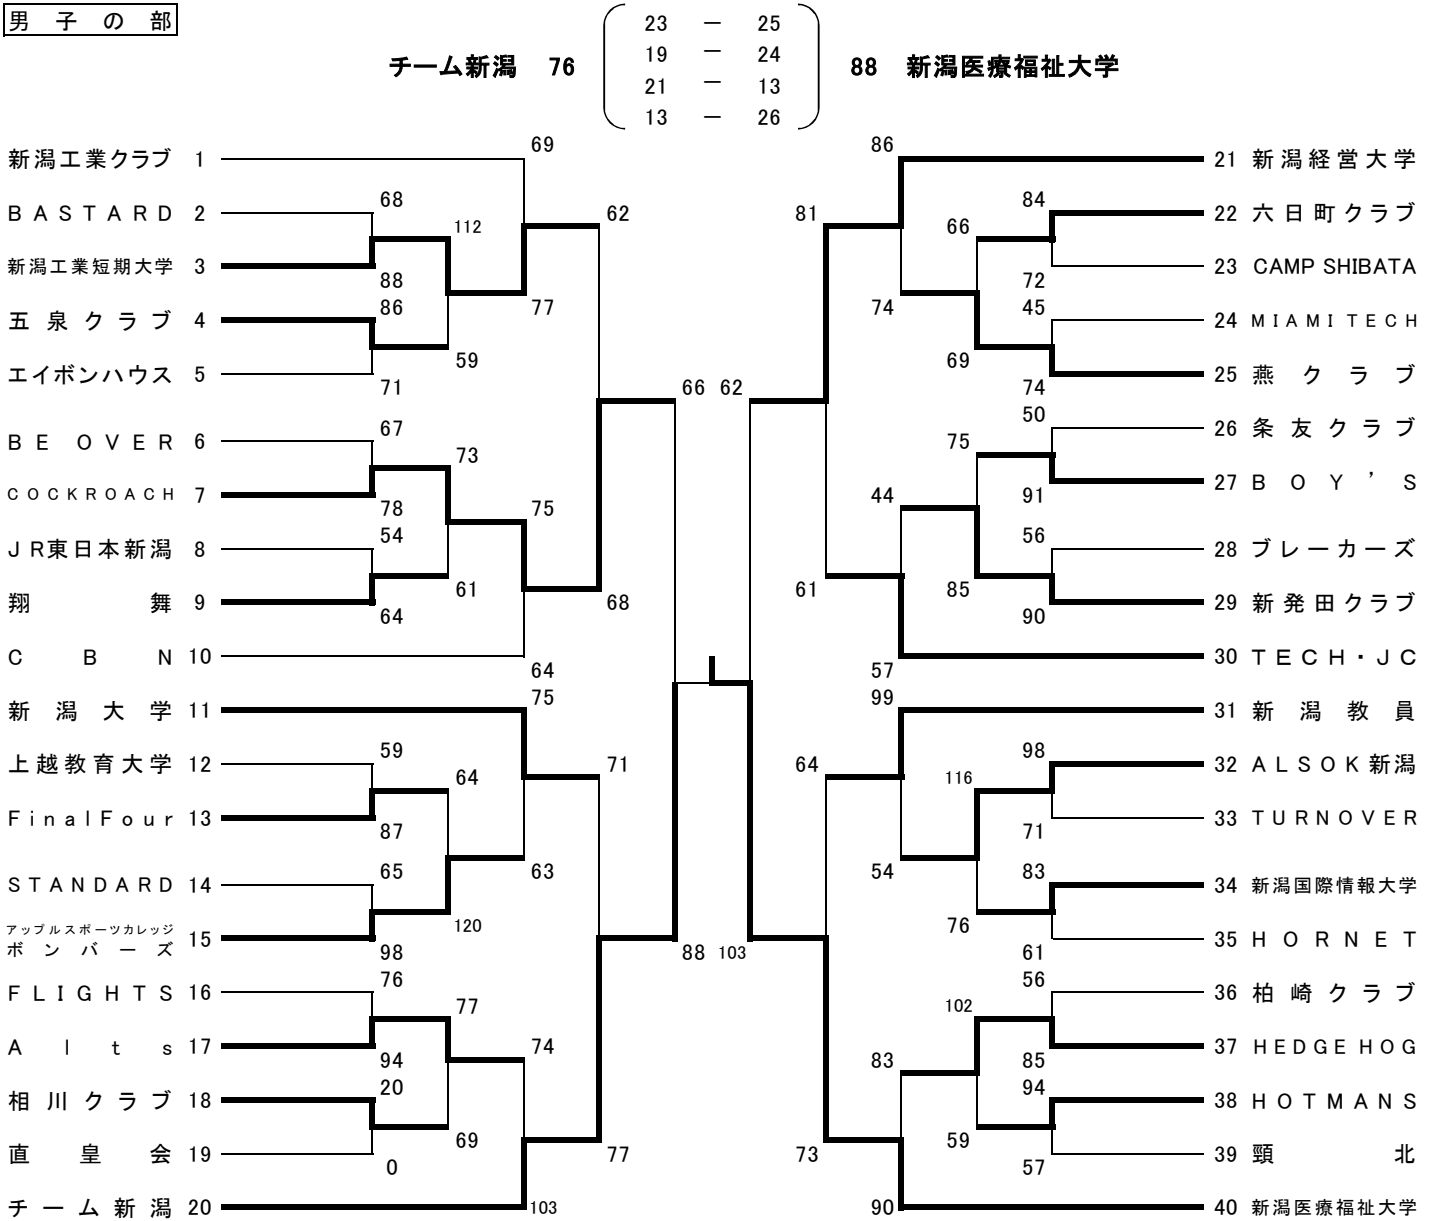 男子の部
チーム新潟 76
23 － 25
19 － 24
21 － 13
13 － 26
88 新潟医療福祉大学
新潟工業クラブ 1
BASTARD 2
新潟工業短期大学 3
五泉クラブ 4
エイボンハウス 5
BE OVER 6
COCKROACH 7
JR東日本新潟 8
翔舞 9
CBN 10
新潟大学 11
上越教育大学 12
FinalFour 13
STANDARD 14
アップルスポーツカレッジ
ボンバーズ 15
FLIGHTS 16
Alts 17
相川クラブ 18
直皇会 19
チーム新潟 20
68
88
86
71
67
78
54
64
59
87
65
98
76
94
20
0
112
59
73
61
64
120
77
69
69
77
75
64
75
63
74
103
62
68
71
77
66 62
88 103
81
61
64
73
86
74
44
57
99
54
83
90
66
69
75
85
116
76
102
59
84
72
45
74
50
91
56
90
98
71
83
61
56
85
94
57
21 新潟経営大学
22 六日町クラブ
23 CAMP SHIBATA
24 MIAMI TECH
25 燕クラブ
26 条友クラブ
27 BOY'S
28 ブレーカーズ
29 新発田クラブ
30 TECH・JC
31 新潟教員
32 ALSOK新潟
33 TURNOVER
34 新潟国際情報大学
35 HORNET
36 柏崎クラブ
37 HEDGE HOG
38 HOTMANS
39 頸北
40 新潟医療福祉大学